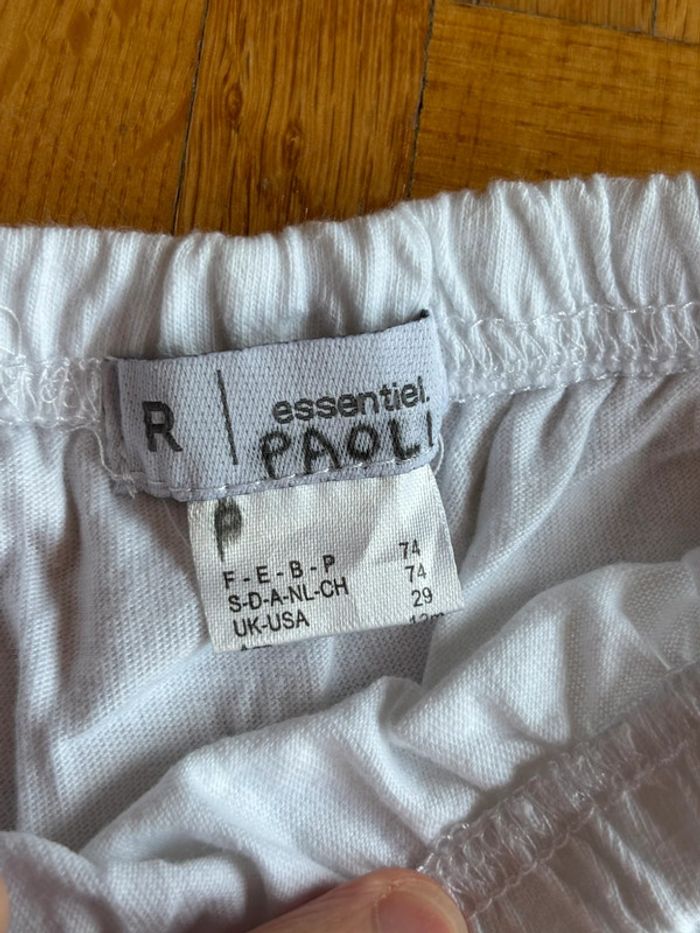 R | essentiel.
PAOLI
P
F - E - B - P 74
S-D-A-NL-CH 74
UK-USA 29